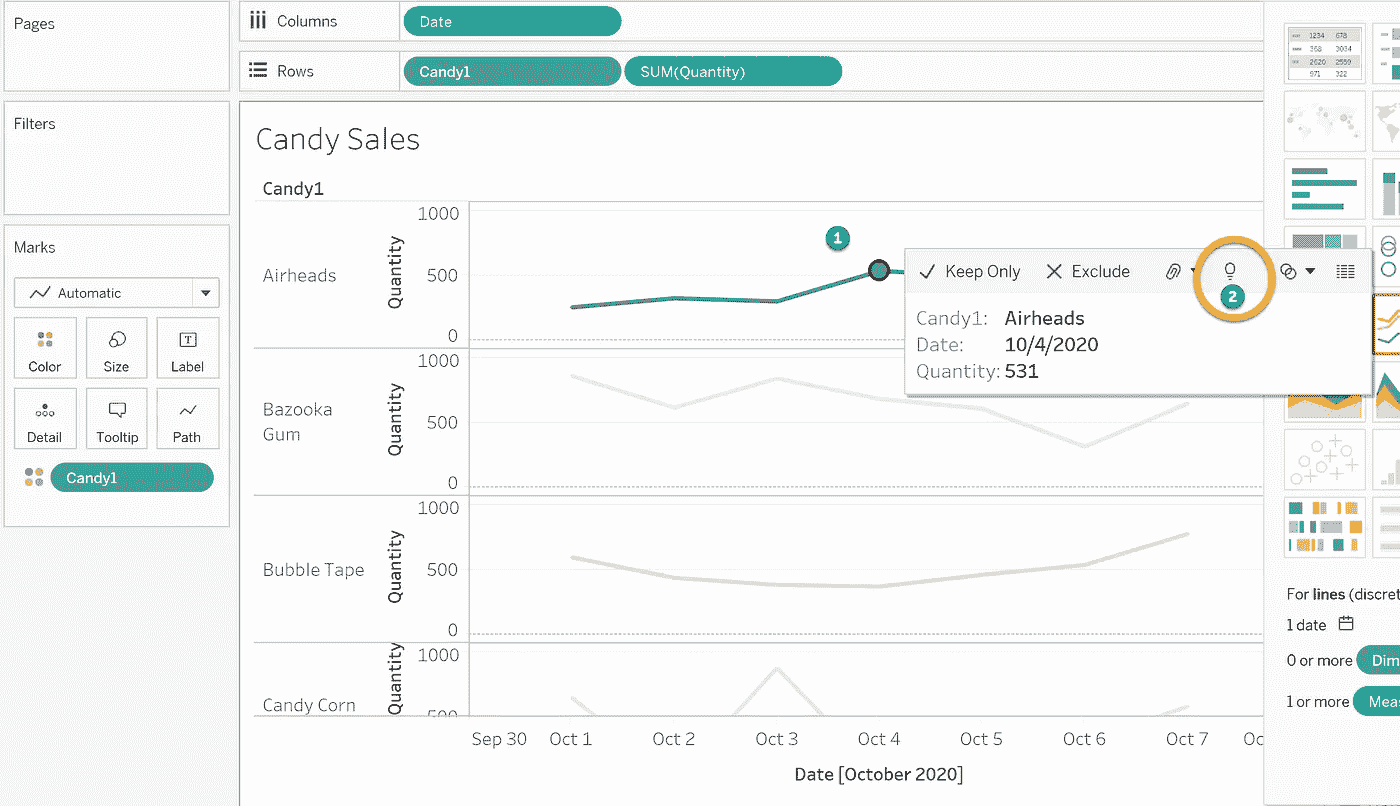 Pages
Columns
Date
Rows
Candy1
SUM(Quantity)
Filters
Marks
Automatic
Color
Size
Label
Detail
Tooltip
Path
Candy1
Candy Sales
Candy1
Airheads
Quantity
1000
500
0
1
Keep Only
Exclude
2
Candy1: Airheads
Date: 10/4/2020
Quantity: 531
Bazooka
Gum
Quantity
1000
500
0
Bubble Tape
Quantity
1000
500
0
Candy Corn
Quantity
1000
500
Sep 30 Oct 1 Oct 2 Oct 3 Oct 4 Oct 5 Oct 6 Oct 7 Oc
Date [October 2020]
1234 678
368 3034
2620 2559
971 322
For lines (discret
1 date
0 or more Dim
1 or more Meas